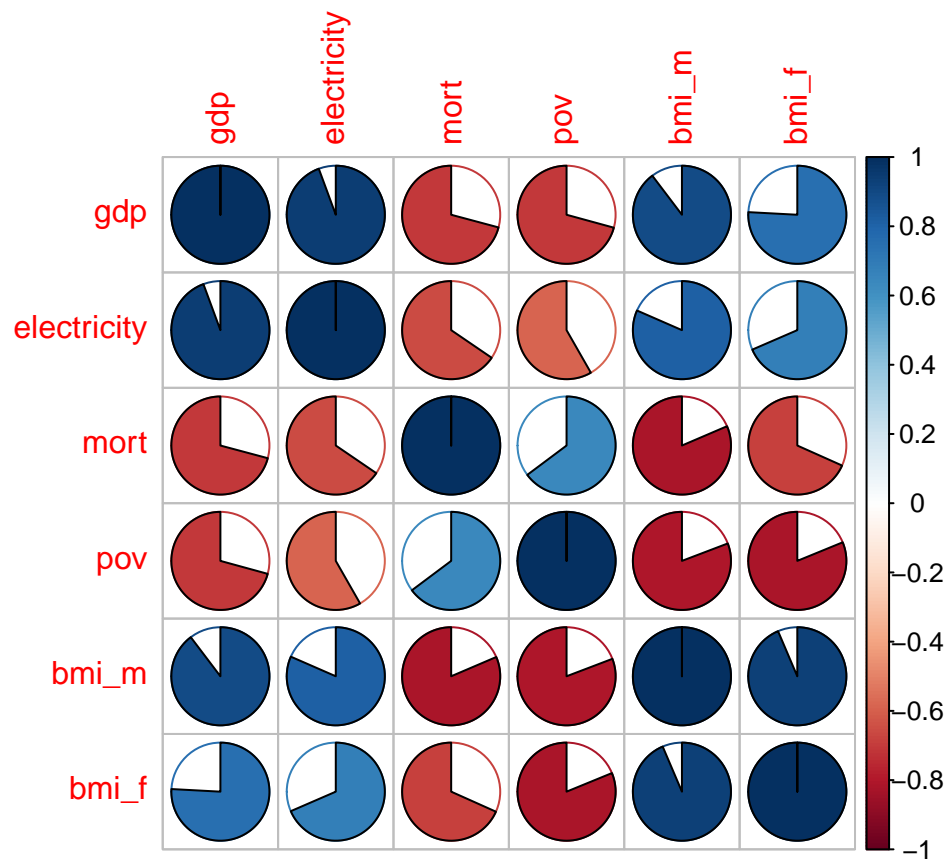 gdp
electricity
mort
pov
bmi_m
bmi_f
gdp
electricity
mort
pov
bmi_m
bmi_f
1
0.8
0.6
0.4
0.2
0
−0.2
−0.4
−0.6
−0.8
−1